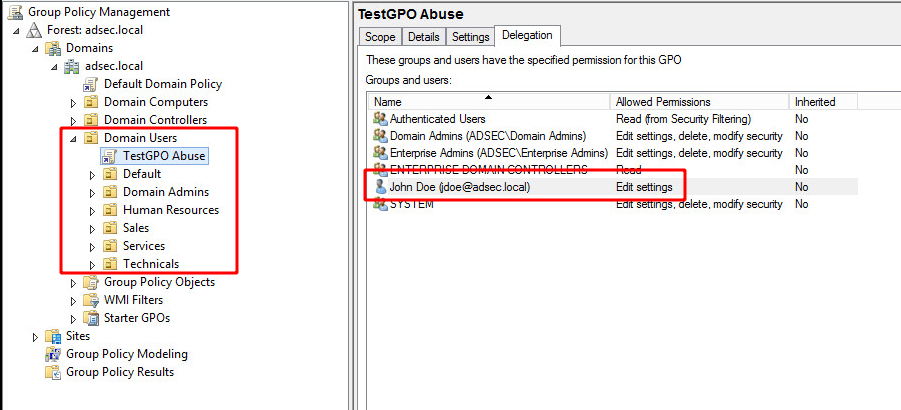 Group Policy Management
Forest: adsec.local
Domains
adsec.local
Default Domain Policy
Domain Computers
Domain Controllers
Domain Users
TestGPO Abuse
Default
Domain Admins
Human Resources
Sales
Services
Technicals
Group Policy Objects
WMI Filters
Starter GPOs
Sites
Group Policy Modeling
Group Policy Results
TestGPO Abuse
Scope Details Settings Delegation
These groups and users have the specified permission for this GPO
Groups and users:
Name Allowed Permissions Inherited
Authenticated Users Read (from Security Filtering) No
Domain Admins (ADSEC\Domain Admins) Edit settings, delete, modify security No
Enterprise Admins (ADSEC\Enterprise Admins) Edit settings, delete, modify security No
ENTERPRISE DOMAIN CONTROLLERS Read No
John Doe (jdoe@adsec.local) Edit settings No
SYSTEM Edit settings, delete, modify security No